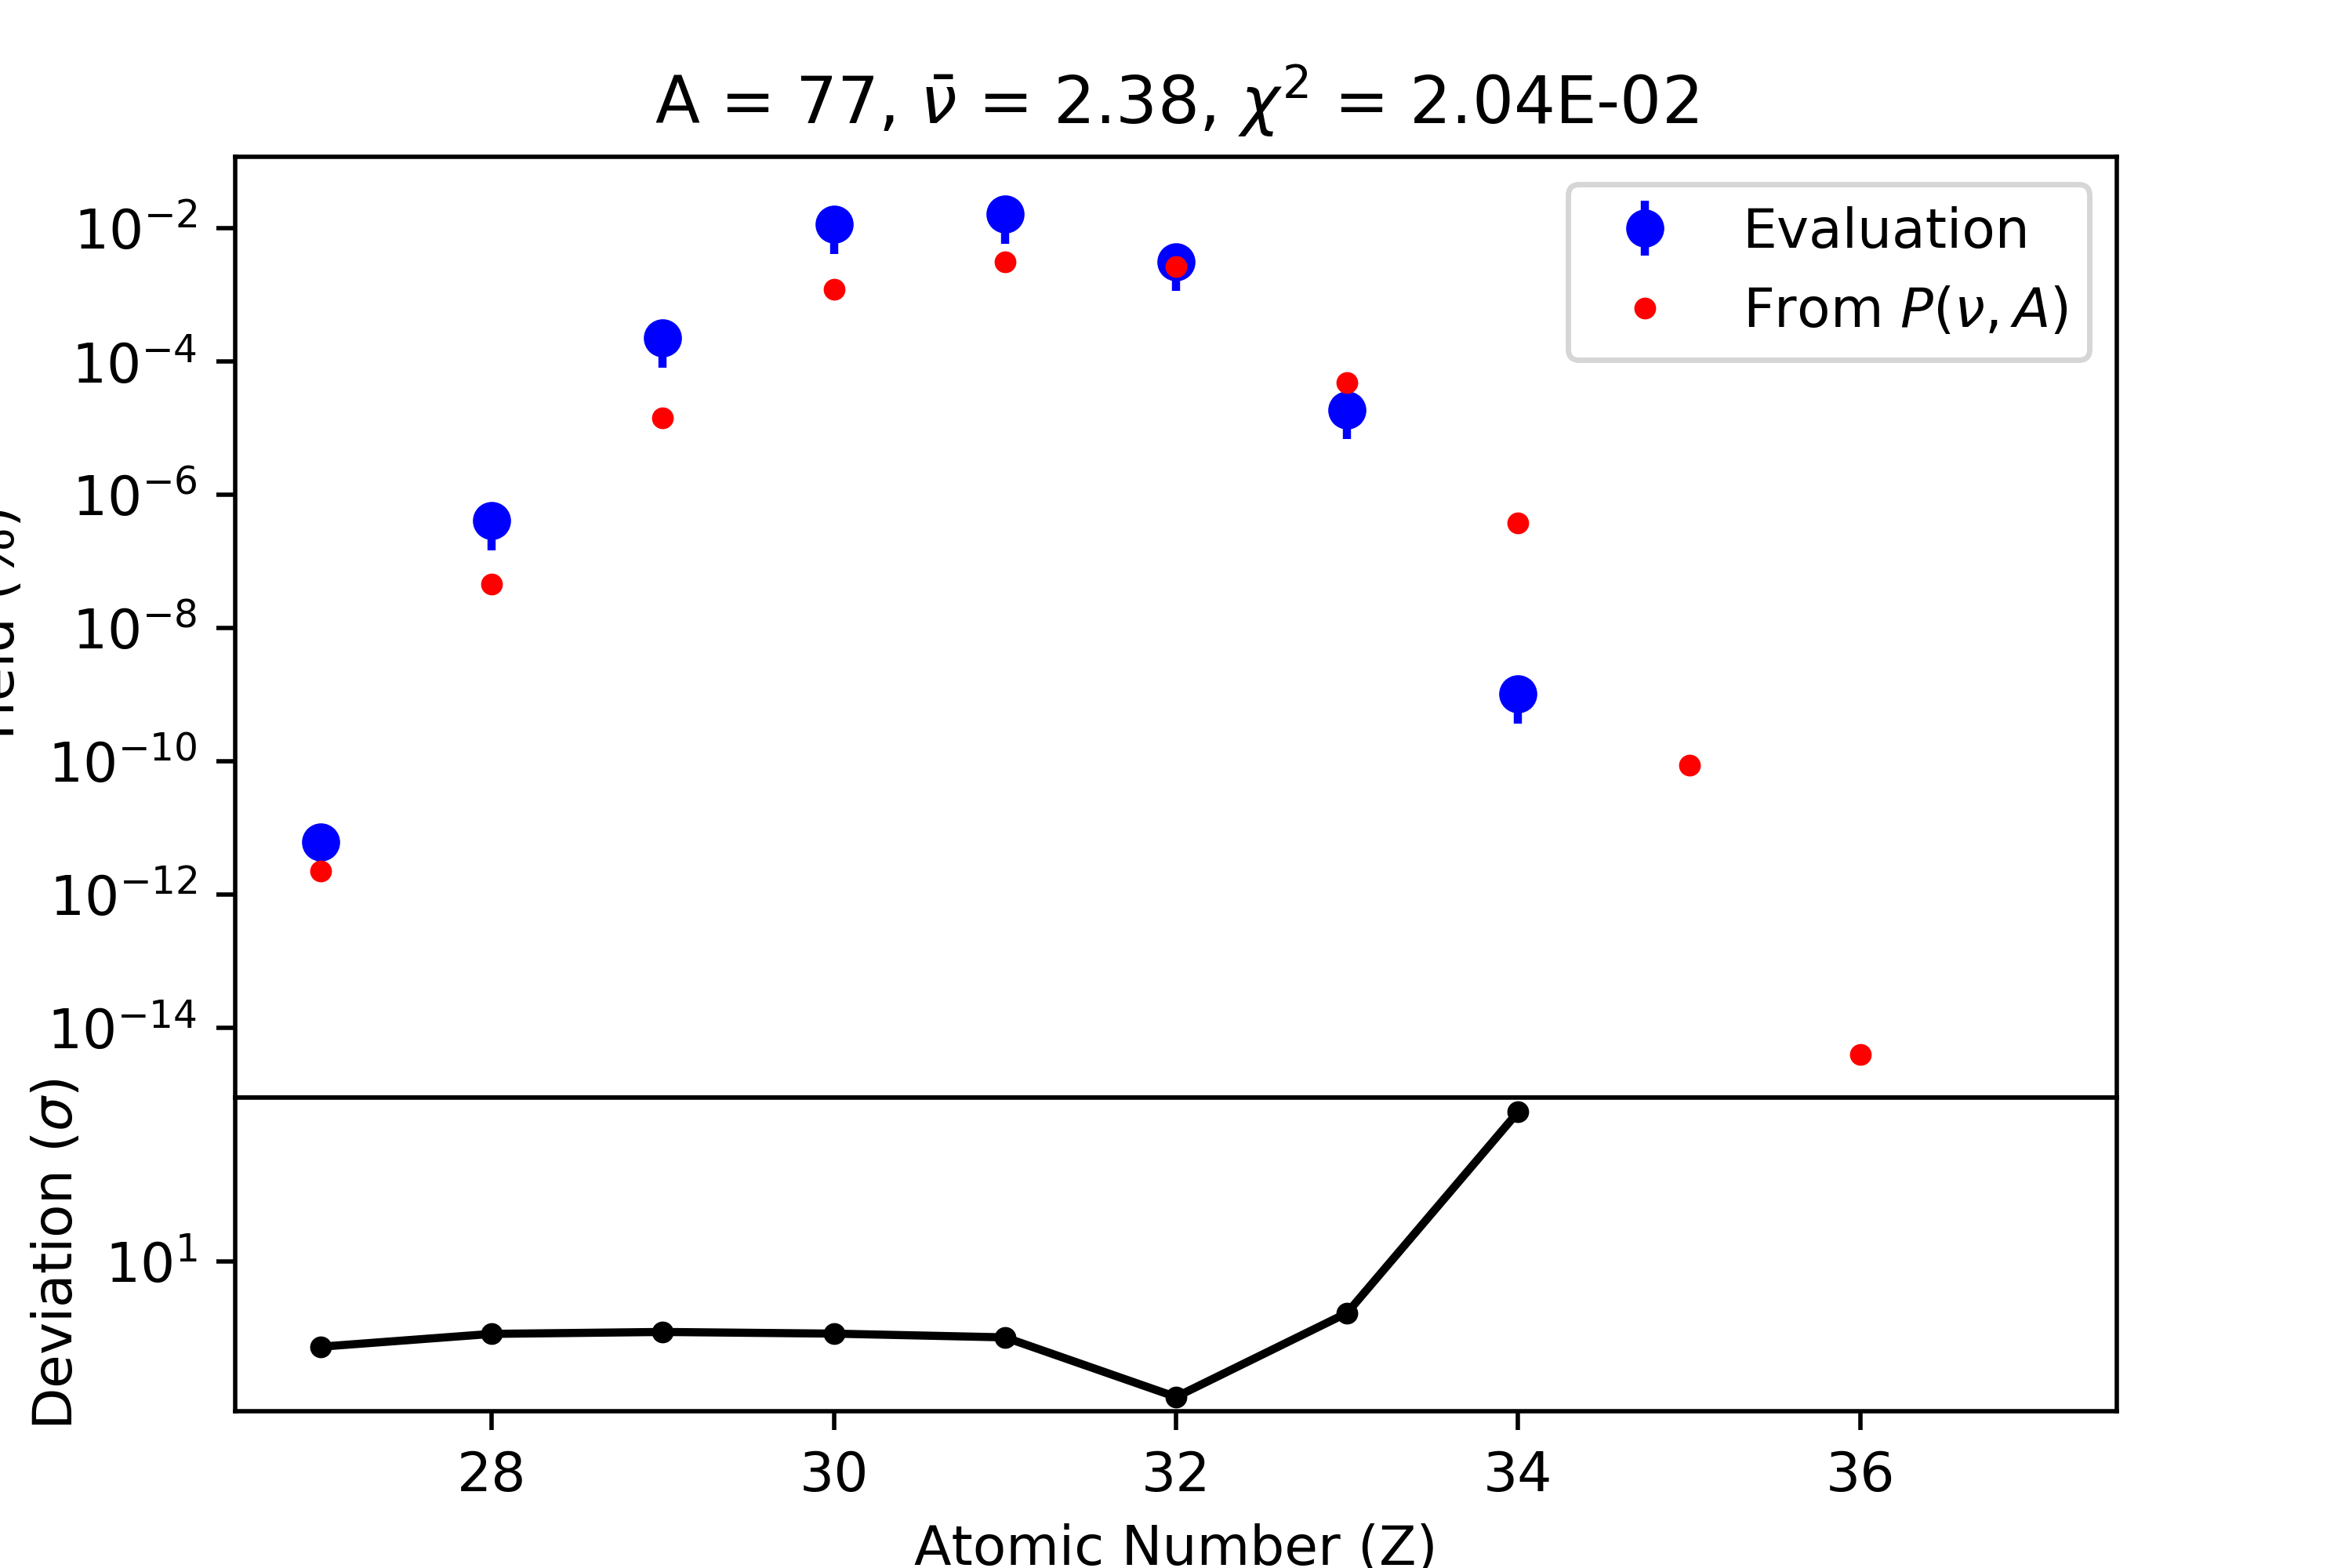 A = 77, ν̄ = 2.38, χ² = 2.04E-02
Evaluation
From P(ν, A)
10⁻²
10⁻⁴
10⁻⁶
10⁻⁸
10⁻¹⁰
10⁻¹²
10⁻¹⁴
(%)
Deviation (σ)
10¹
28 30 32 34 36
Atomic Number (Z)